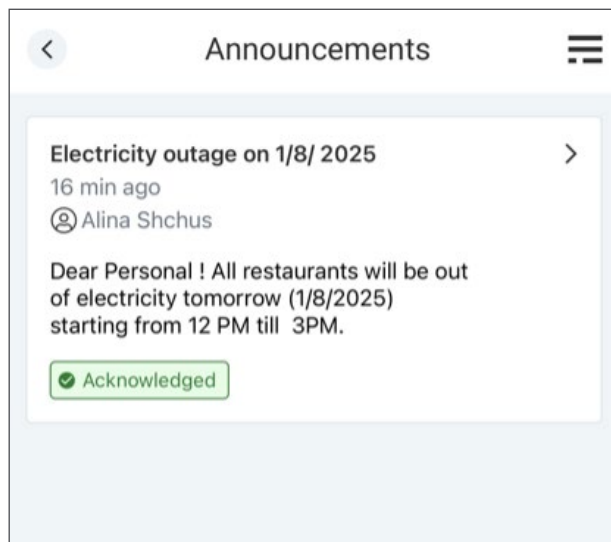 Announcements
Electricity outage on 1/8/ 2025
16 min ago
Alina Shchus
Dear Personal ! All restaurants will be out
of electricity tomorrow (1/8/2025)
starting from 12 PM till  3PM.
Acknowledged